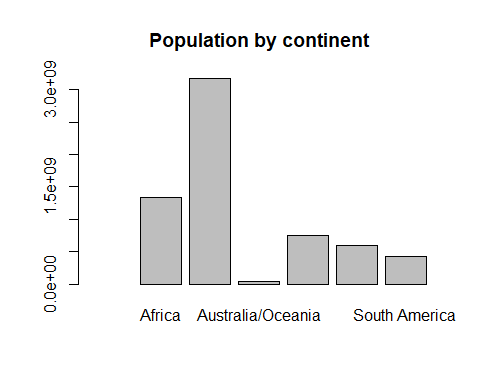 Population by continent
3.0e+09
1.5e+09
0.0e+00
Africa Australia/Oceania South America